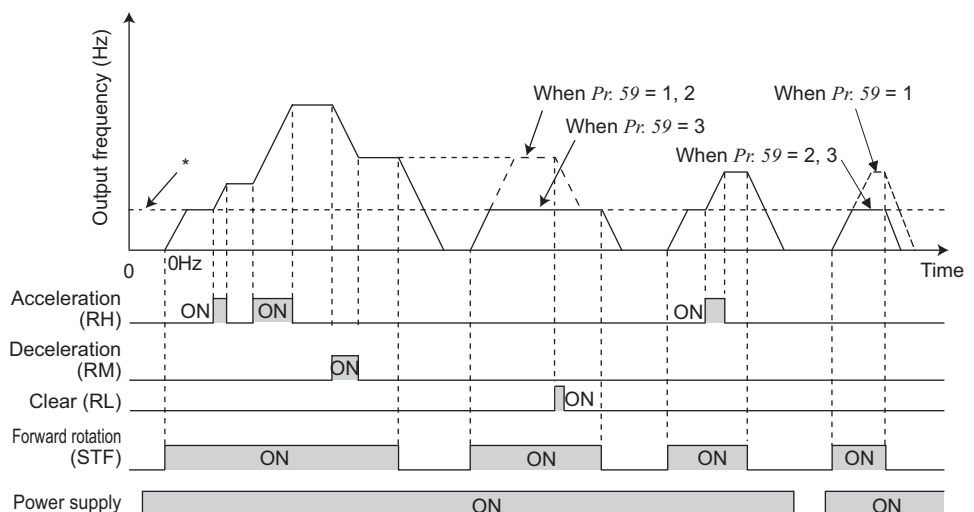 Output frequency (Hz)
When Pr. 59 = 1, 2
When Pr. 59 = 1
When Pr. 59 = 3
When Pr. 59 = 2, 3
*
0
0Hz
Time
Acceleration
(RH)
ON
ON
ON
Deceleration
(RM)
ON
Clear (RL)
ON
Forward rotation
(STF)
ON
ON
ON
ON
Power supply
ON
ON